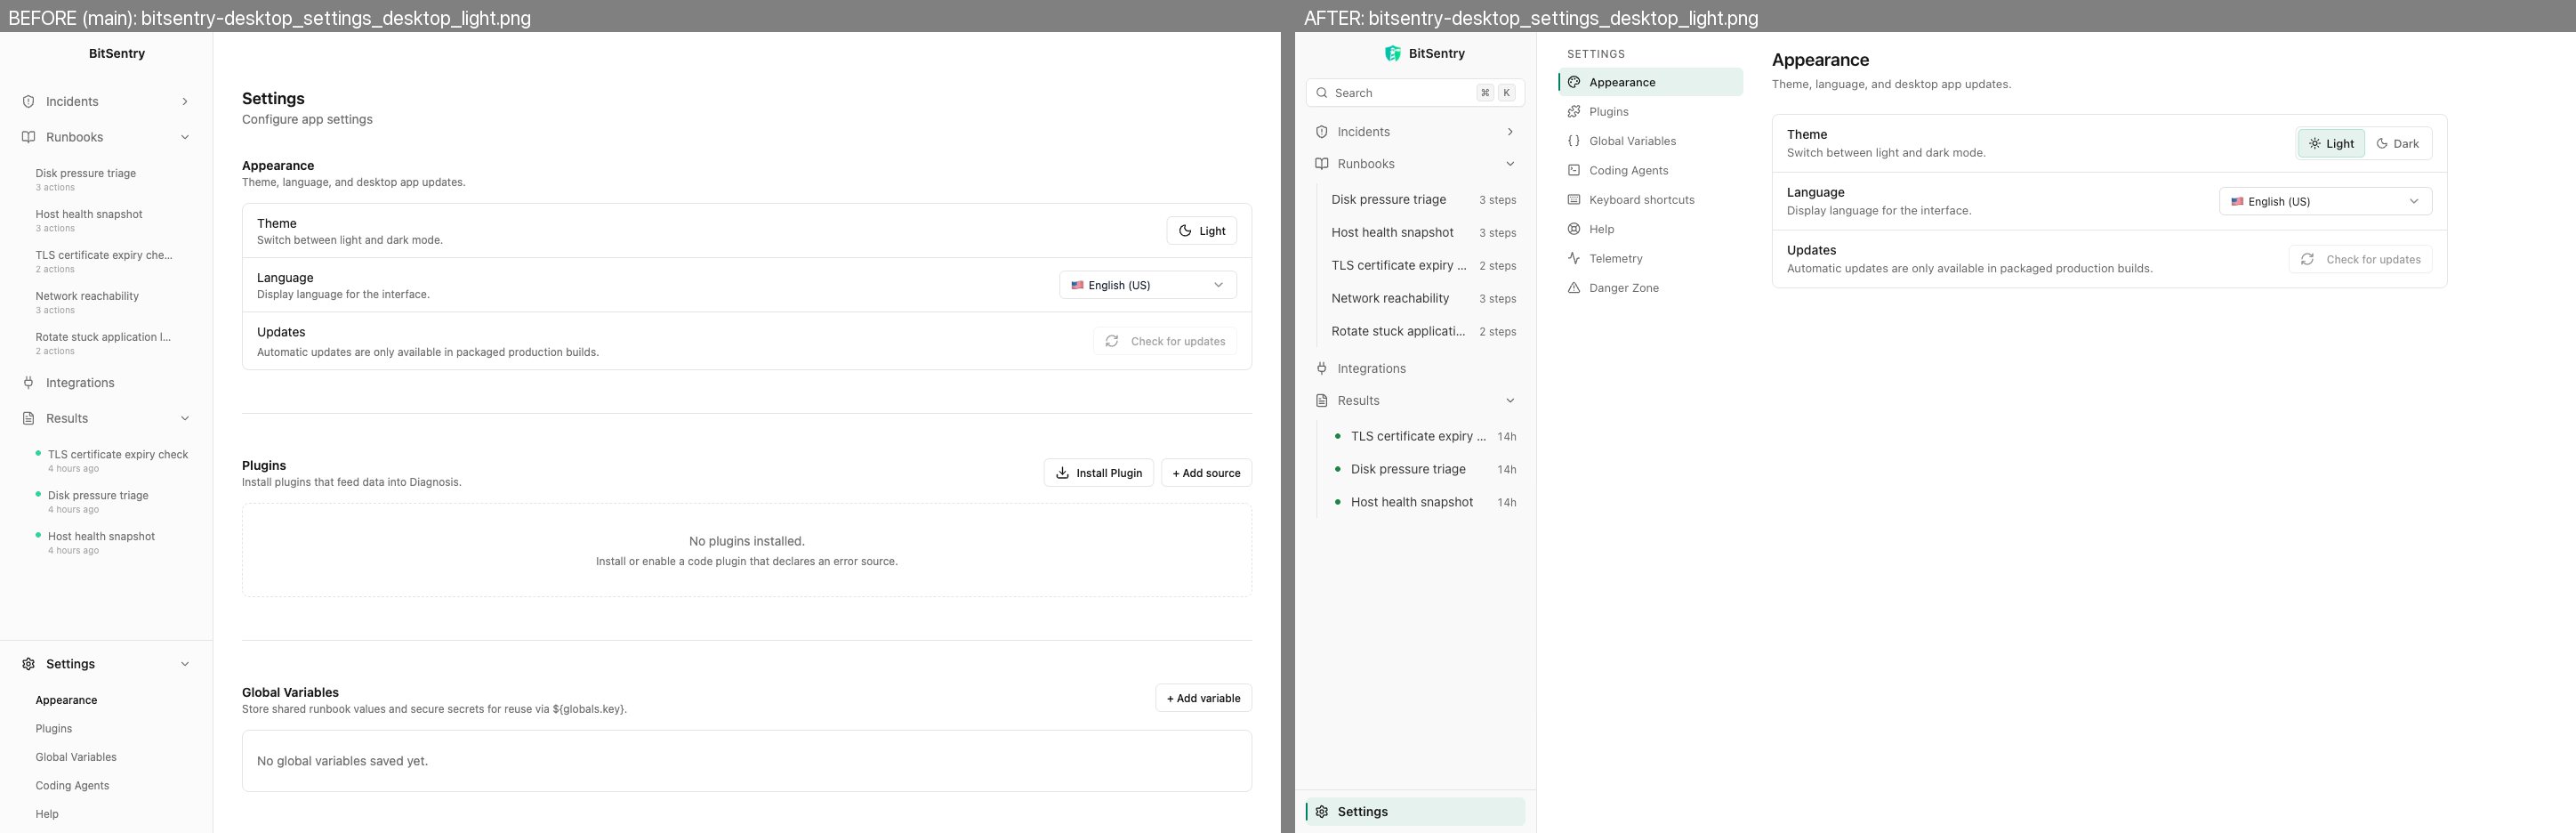 BEFORE (main): bitsentry-desktop_settings_desktop_light.png
BitSentry
Incidents
Runbooks
Disk pressure triage
3 actions
Host health snapshot
3 actions
TLS certificate expiry che...
2 actions
Network reachability
3 actions
Rotate stuck application l...
2 actions
Integrations
Results
TLS certificate expiry check
4 hours ago
Disk pressure triage
4 hours ago
Host health snapshot
4 hours ago
Settings
Appearance
Plugins
Global Variables
Coding Agents
Help
Settings
Configure app settings
Appearance
Theme, language, and desktop app updates.
Theme
Switch between light and dark mode.
Light
Language
Display language for the interface.
English (US)
Updates
Automatic updates are only available in packaged production builds.
Check for updates
Plugins
Install plugins that feed data into Diagnosis.
Install Plugin
+ Add source
No plugins installed.
Install or enable a code plugin that declares an error source.
Global Variables
Store shared runbook values and secure secrets for reuse via ${globals.key}.
+ Add variable
No global variables saved yet.
AFTER: bitsentry-desktop_settings_desktop_light.png
BitSentry
Search ⌘ K
Incidents
Runbooks
Disk pressure triage 3 steps
Host health snapshot 3 steps
TLS certificate expiry ... 2 steps
Network reachability 3 steps
Rotate stuck applicati... 2 steps
Integrations
Results
TLS certificate expiry ... 14h
Disk pressure triage 14h
Host health snapshot 14h
Settings
SETTINGS
Appearance
Plugins
Global Variables
Coding Agents
Keyboard shortcuts
Help
Telemetry
Danger Zone
Appearance
Theme, language, and desktop app updates.
Theme
Switch between light and dark mode.
Light
Dark
Language
Display language for the interface.
English (US)
Updates
Automatic updates are only available in packaged production builds.
Check for updates